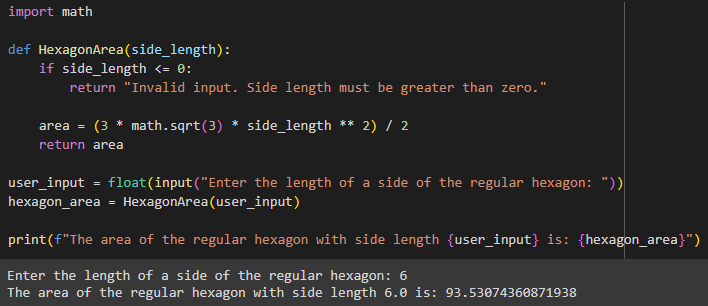 import math
def HexagonArea(side_length):
if side_length <= 0:
return "Invalid input. Side length must be greater than zero."
area = (3 * math.sqrt(3) * side_length ** 2) / 2
return area
user_input = float(input("Enter the length of a side of the regular hexagon: "))
hexagon_area = HexagonArea(user_input)
print(f"The area of the regular hexagon with side length {user_input} is: {hexagon_area}")
Enter the length of a side of the regular hexagon: 6
The area of the regular hexagon with side length 6.0 is: 93.53074360871938